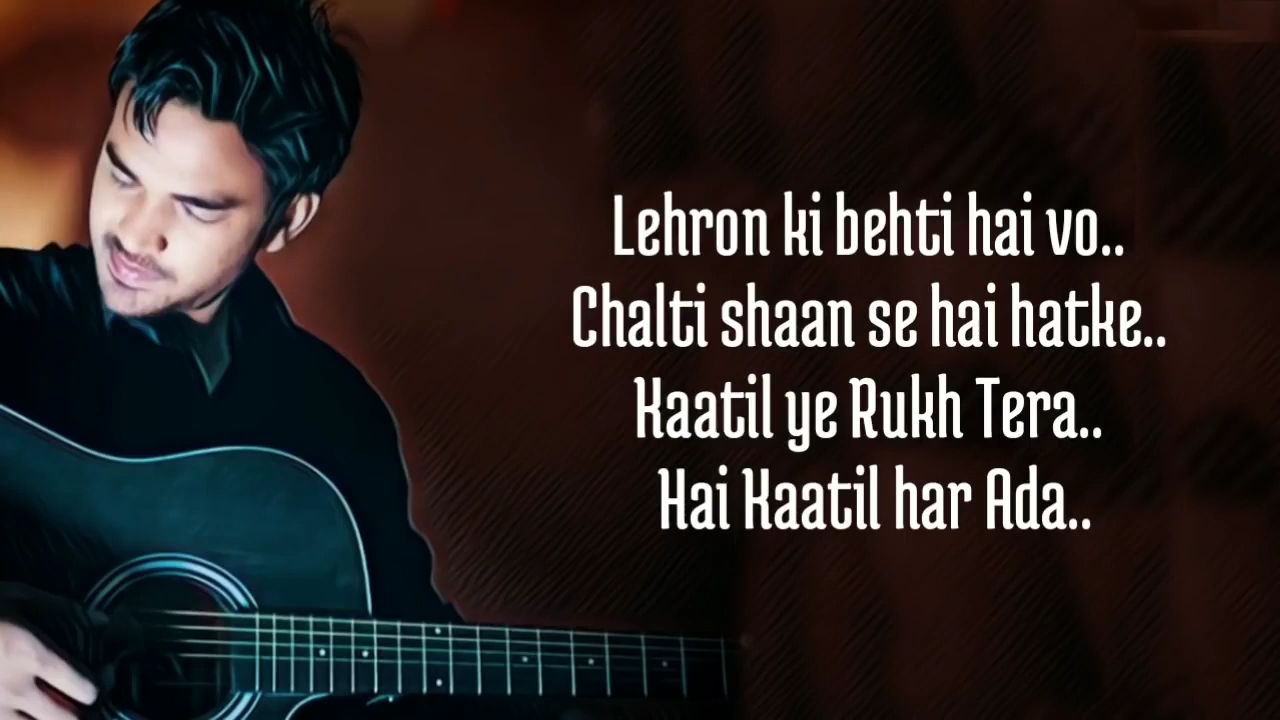 Lehron ki behti hai vo..
Chalti shaan se hai hatke..
Kaatil ye Rukh Tera..
Hai Kaatil har Ada..